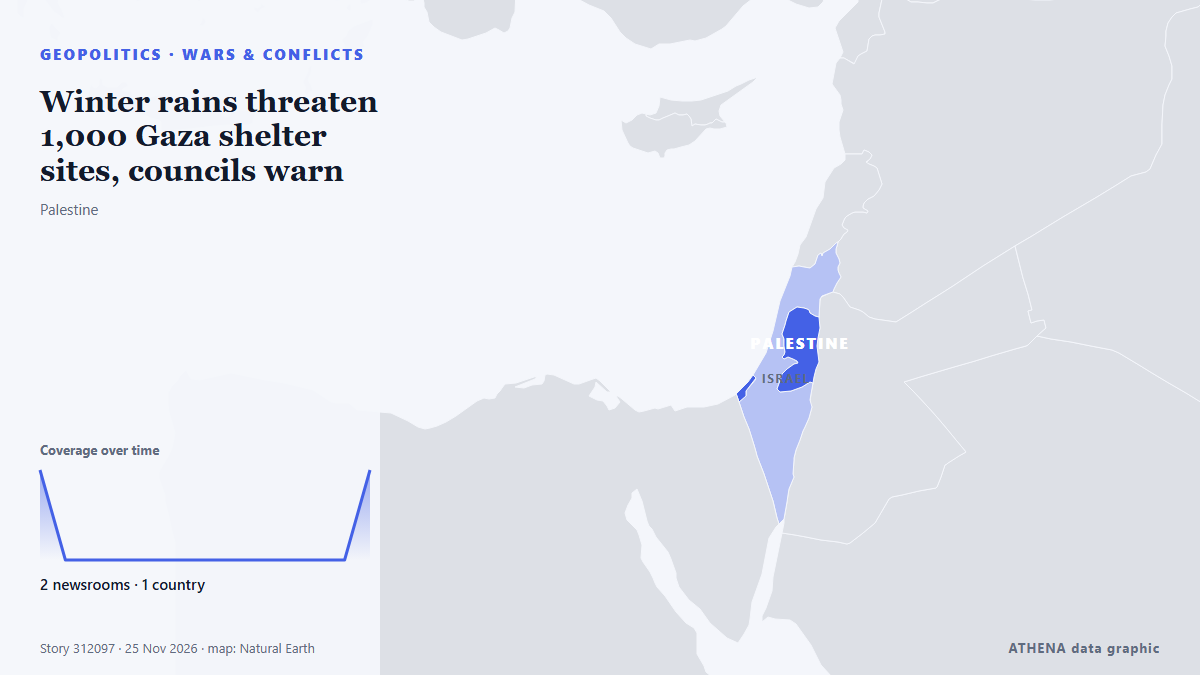 GEOPOLITICS · WARS & CONFLICTS
Winter rains threaten
1,000 Gaza shelter
sites, councils warn
Palestine
PALESTINE
ISRAEL
Coverage over time
2 newsrooms · 1 country
Story 312097 · 25 Nov 2026 · map: Natural Earth
ATHENA data graphic